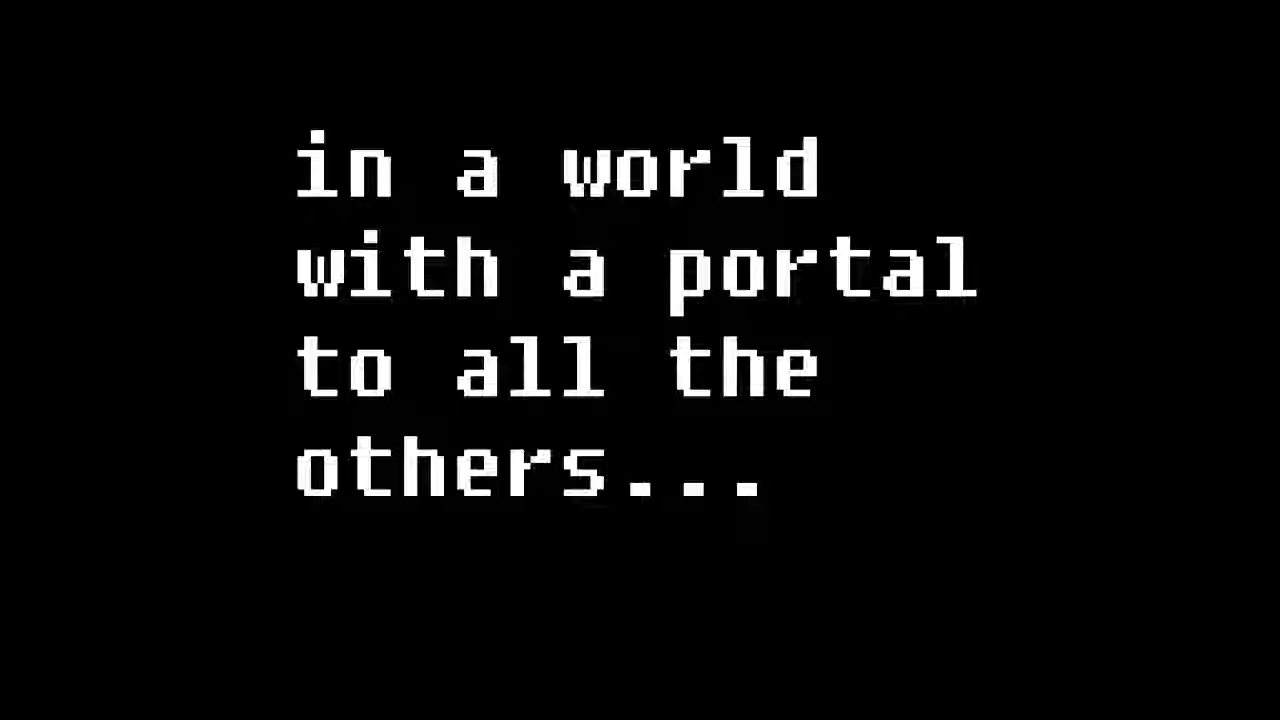 in a world
with a portal
to all the
others...